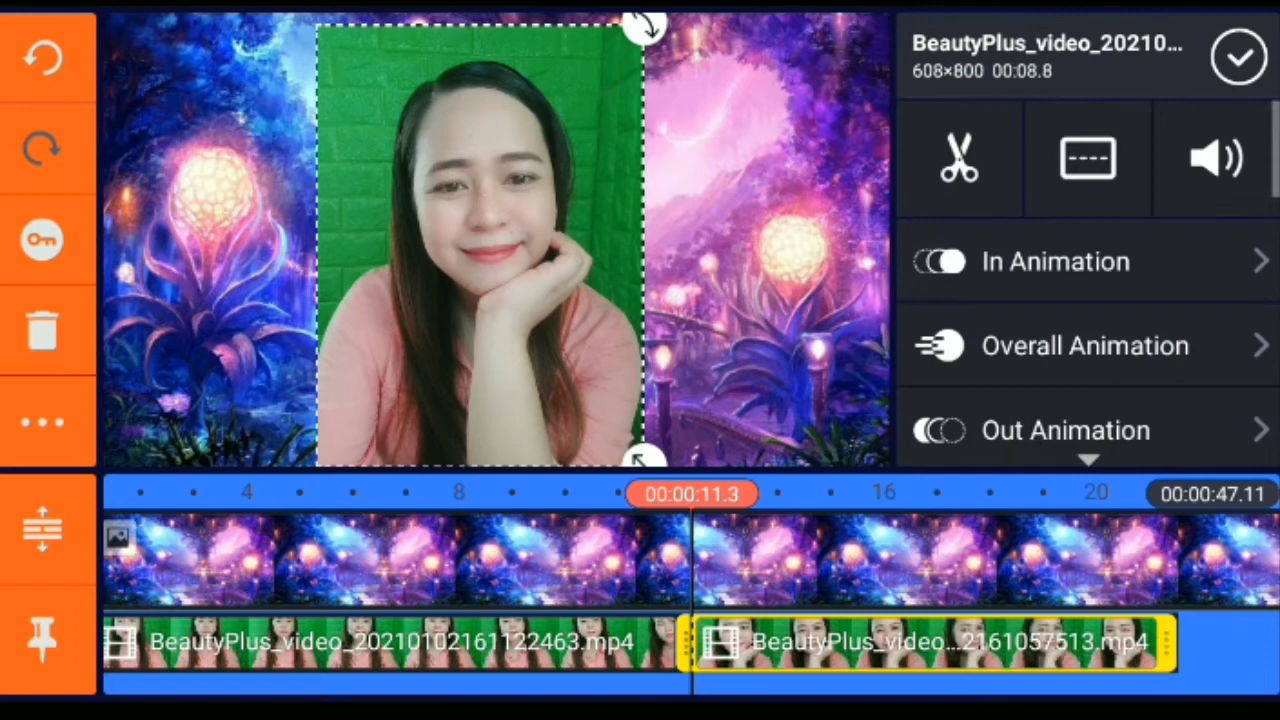 BeautyPlus_video_20210...
608×800 00:08.8
In Animation
Overall Animation
Out Animation
4
8
00:00:11.3
16
20
00:00:47.11
BeautyPlus_video_20210102161122463.mp4
BeautyPlus_video...2161057513.mp4